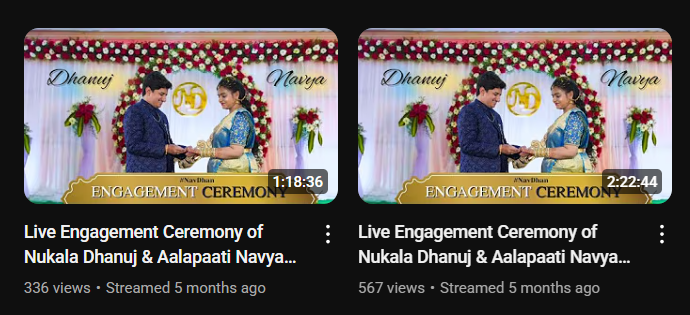 Dhanuj
Navya
ND
#NavDhan
ENGAGEMENT CEREMONY
1:18:36
Live Engagement Ceremony of
Nukala Dhanuj & Aalapaati Navya...
336 views • Streamed 5 months ago
Dhanuj
Navya
ND
#NavDhan
ENGAGEMENT CEREMONY
2:22:44
Live Engagement Ceremony of
Nukala Dhanuj & Aalapaati Navya...
567 views • Streamed 5 months ago